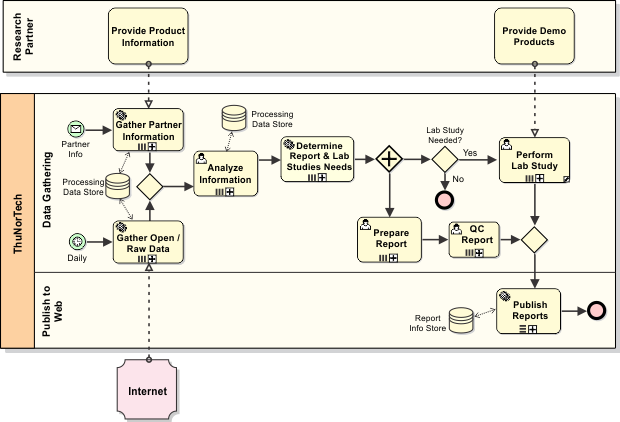 Research
Partner
Provide Product
Information
Provide Demo
Products
ThuNorTech
Data Gathering
Partner
Info
Gather Partner
Information
Processing
Data Store
Processing
Data Store
Analyze
Information
Determine
Report & Lab
Studies Needs
Lab Study
Needed?
Yes
No
Perform
Lab Study
Daily
Gather Open /
Raw Data
Prepare
Report
QC
Report
Publish to
Web
Report
Info Store
Publish
Reports
Internet